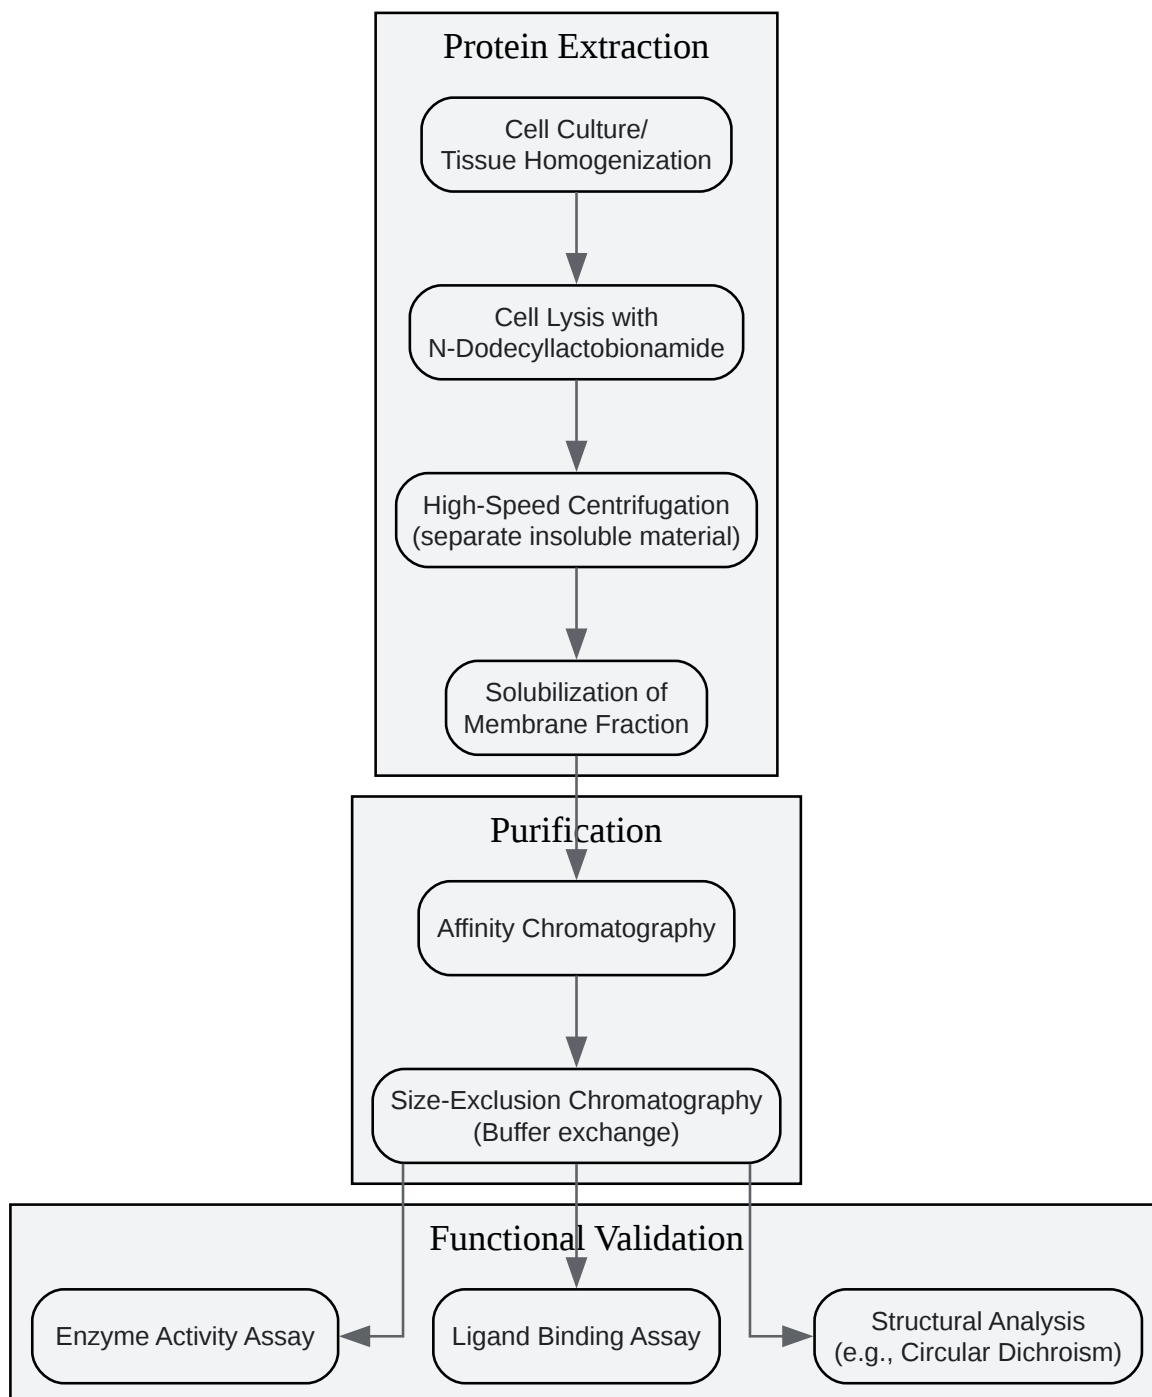 Protein Extraction
Cell Culture/
Tissue Homogenization
Cell Lysis with
N-Dodecyllactobionamide
High-Speed Centrifugation
(separate insoluble material)
Solubilization of
Membrane Fraction
Purification
Affinity Chromatography
Size-Exclusion Chromatography
(Buffer exchange)
Functional Validation
Enzyme Activity Assay
Ligand Binding Assay
Structural Analysis
(e.g., Circular Dichroism)